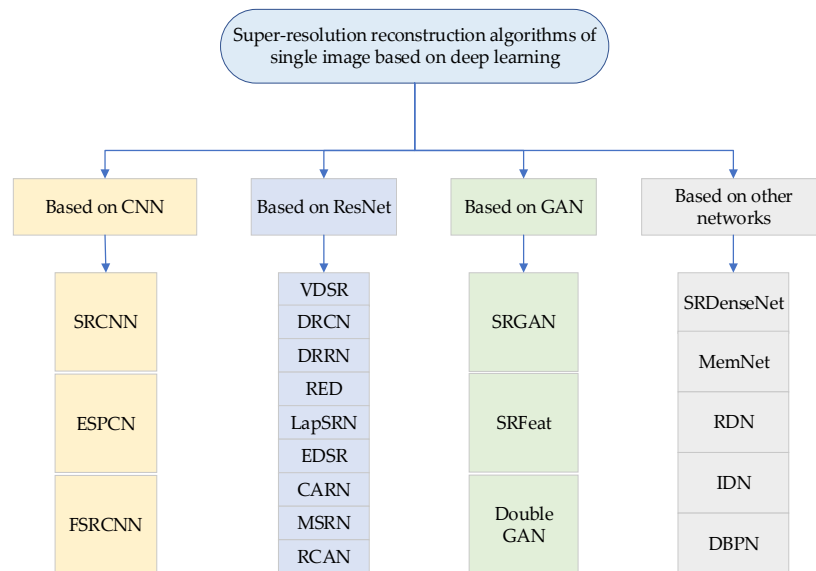 Super-resolution reconstruction algorithms of
single image based on deep learning
Based on CNN
Based on ResNet
Based on GAN
Based on other
networks
SRCNN
ESPCN
FSRCNN
VDSR
DRCN
DRRN
RED
LapSRN
EDSR
CARN
MSRN
RCAN
SRGAN
SRFeat
Double
GAN
SRDenseNet
MemNet
RDN
IDN
DBPN